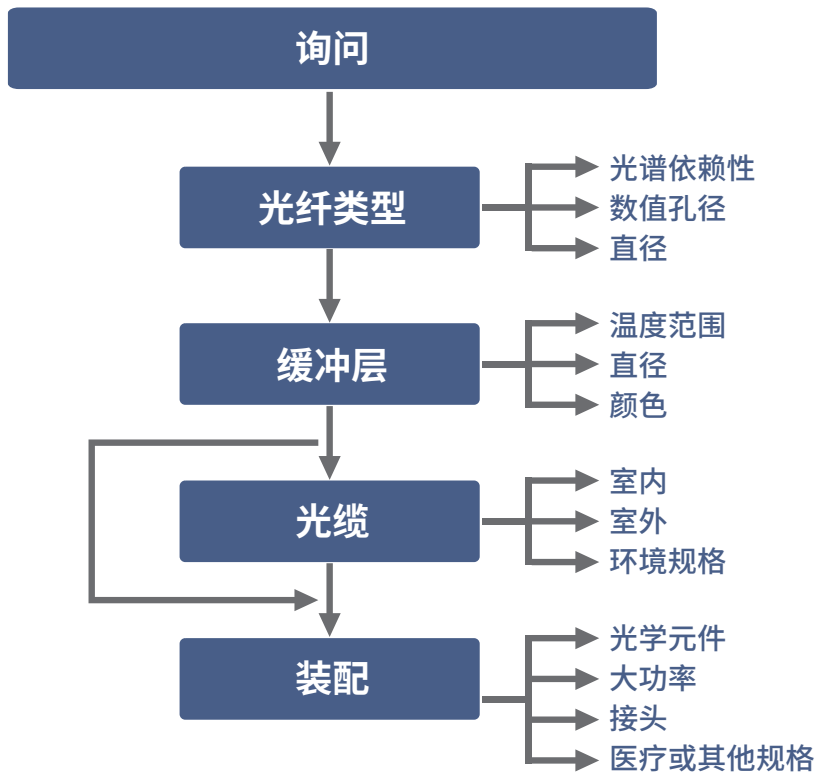 询问
光纤类型
光谱依赖性
数值孔径
直径
缓冲层
温度范围
直径
颜色
光缆
室内
室外
环境规格
装配
光学元件
大功率
接头
医疗或其他规格